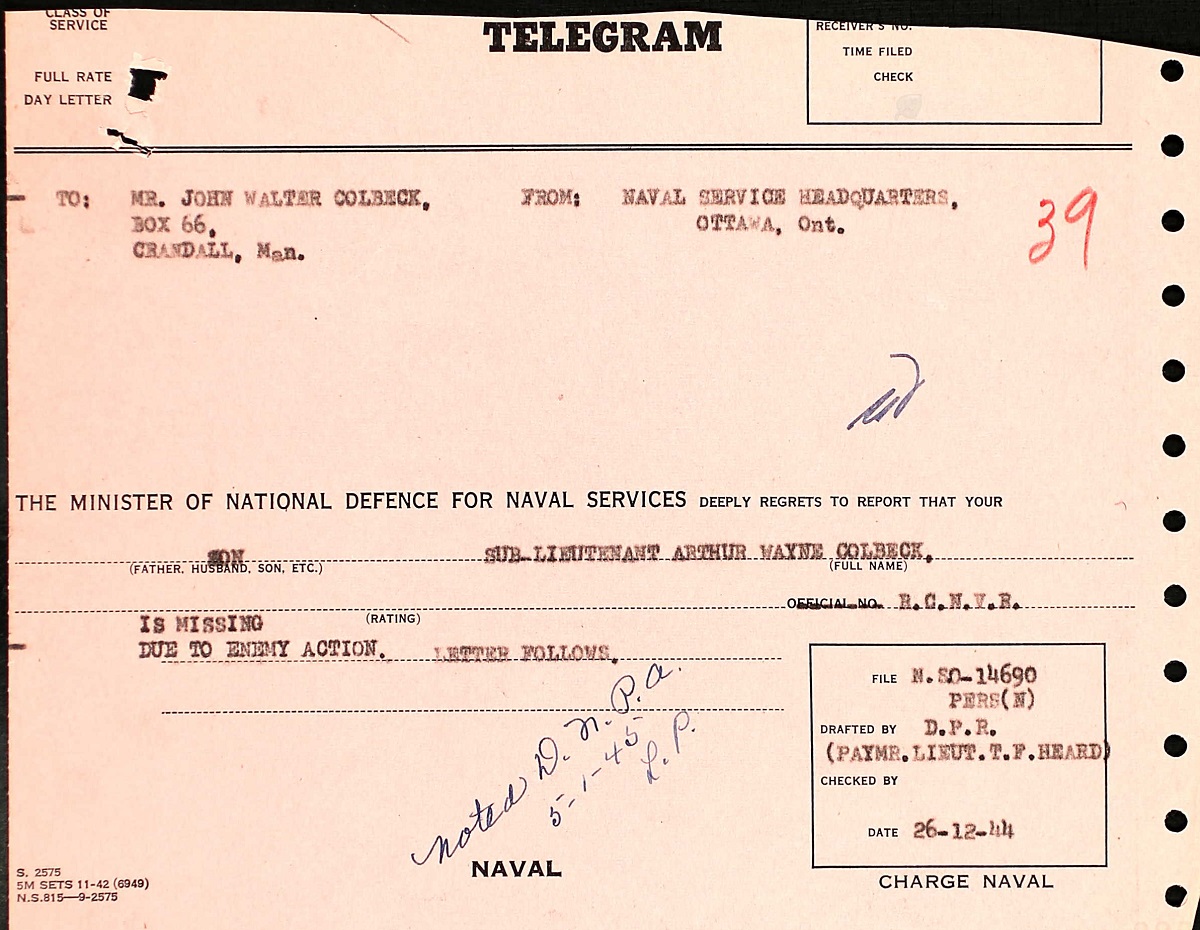 CLASS OF
SERVICE
TELEGRAM
RECEIVER'S NO.
TIME FILED
FULL RATE
CHECK
DAY LETTER
TO: MR. JOHN WALTER COLBECK, FROM: NAVAL SERVICE HEADQUARTERS,
BOX 66, OTTAWA, Ont.
CRANDALL, Man.
39
THE MINISTER OF NATIONAL DEFENCE FOR NAVAL SERVICES DEEPLY REGRETS TO REPORT THAT YOUR
SON SUB-LIEUTENANT ARTHUR WAYNE COLBECK,
(FATHER, HUSBAND, SON, ETC.) (FULL NAME)
OFFICIAL NO. R.C.N.V.R.
IS MISSING (RATING)
DUE TO ENEMY ACTION. LETTER FOLLOWS.
FILE N.SO-14690
PERS(N)
DRAFTED BY D.P.R.
(PAYMR.LIEUT.T.F.HEARD)
CHECKED BY
DATE 26-12-44
noted D.N.P.A.
5-1-45
L.P.
NAVAL
CHARGE NAVAL
S. 2575
5M SETS 11-42 (6949)
N.S.815—9-2575